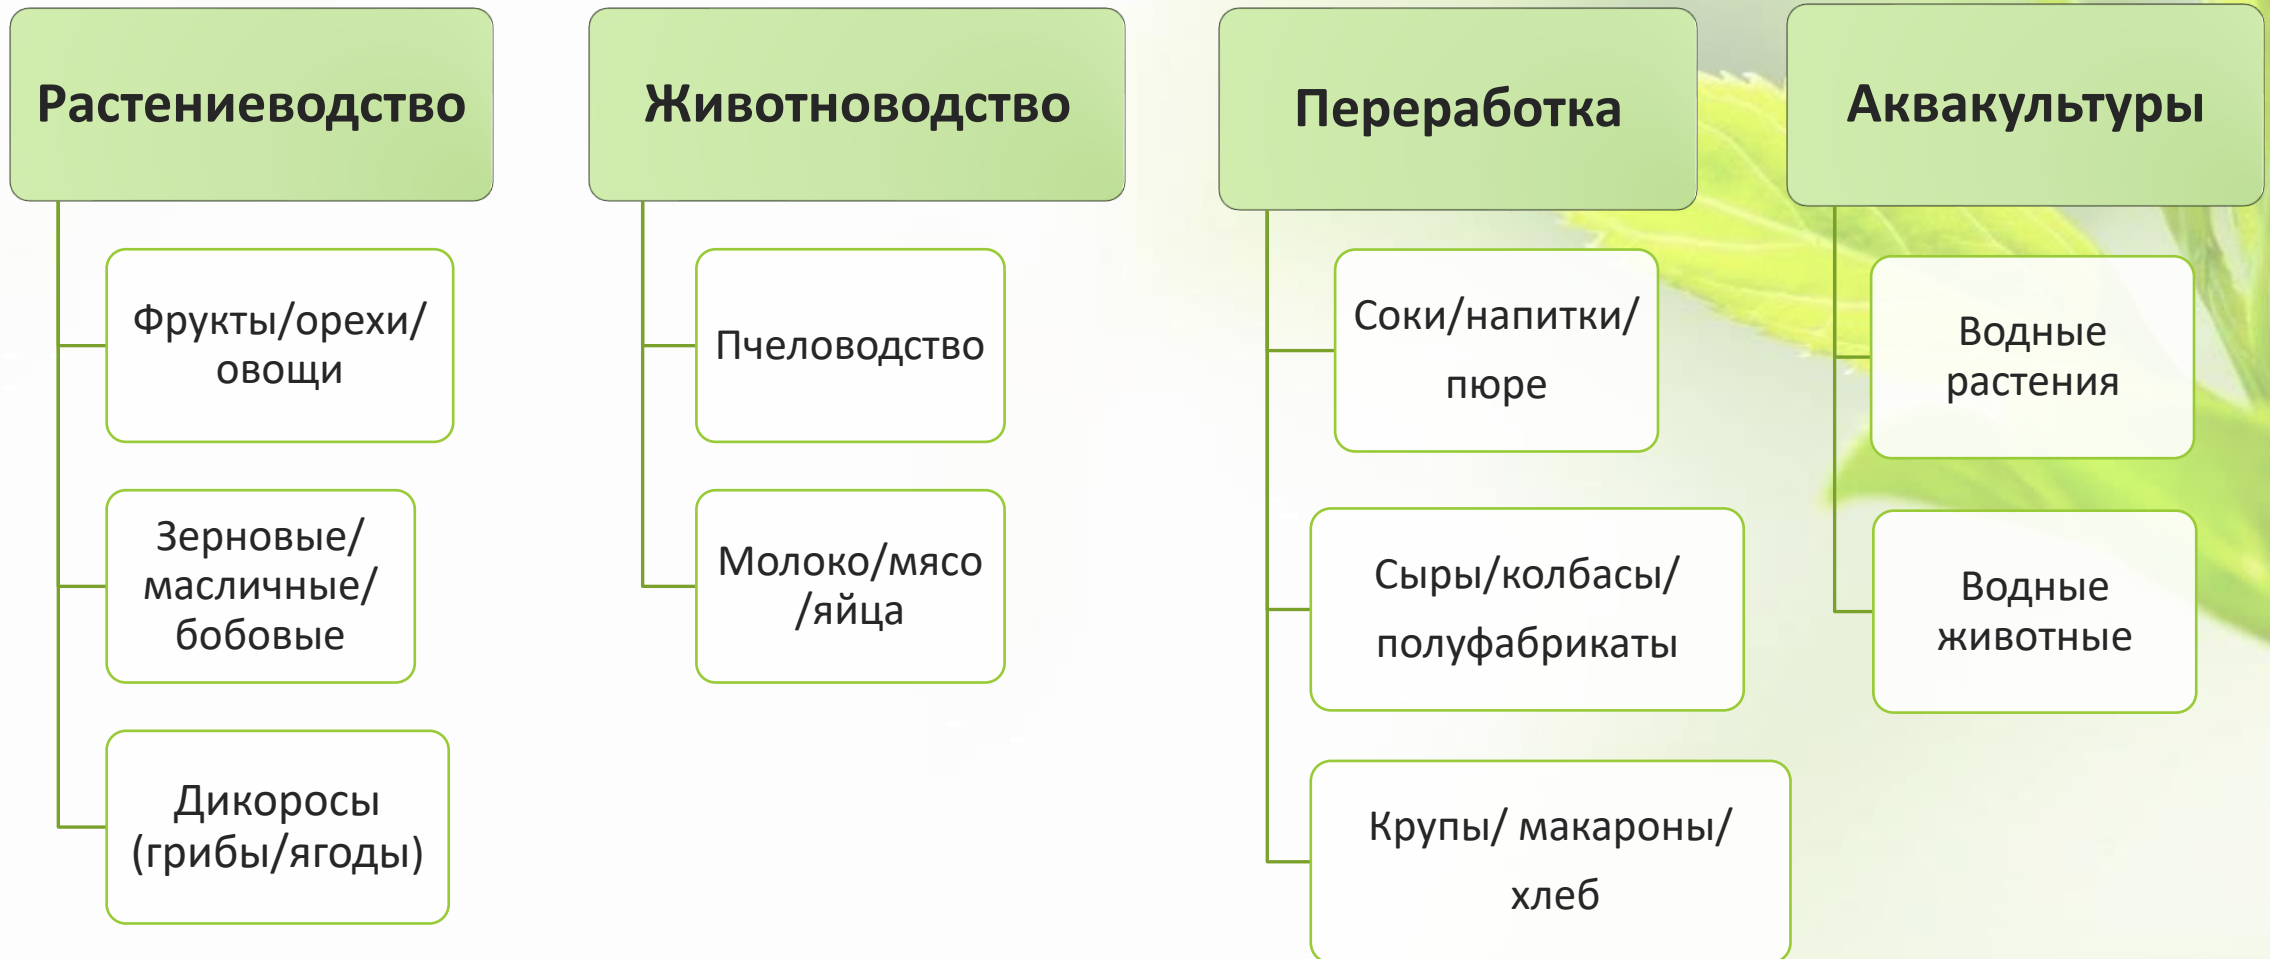 Растениеводство
Фрукты/орехи/
овощи
Зерновые/
масличные/
бобовые
Дикоросы
(грибы/ягоды)
Животноводство
Пчеловодство
Молоко/мясо
/яйца
Переработка
Соки/напитки/
пюре
Сыры/колбасы/
полуфабрикаты
Крупы/ макароны/
хлеб
Аквакультуры
Водные
растения
Водные
животные